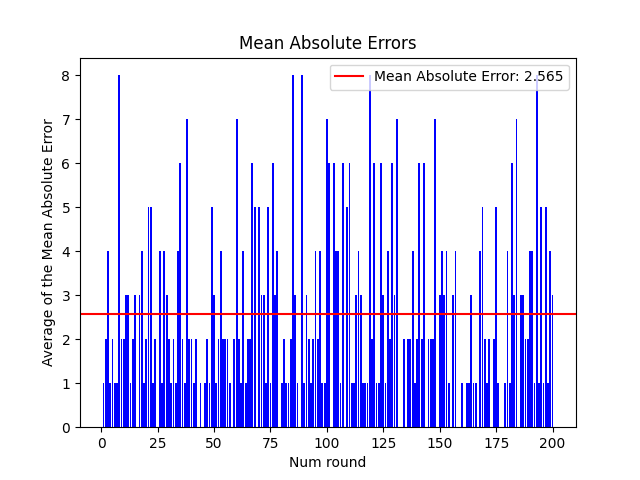 Mean Absolute Errors
Mean Absolute Error: 2.565
Average of the Mean Absolute Error
8
7
6
5
4
3
2
1
0
0 25 50 75 100 125 150 175 200
Num round